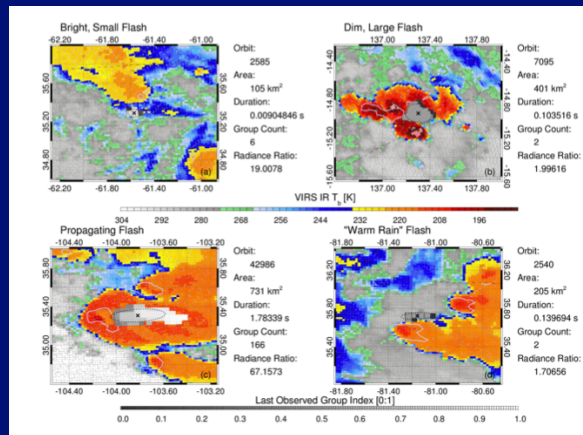 Bright, Small Flash
-62.20 -61.80 -61.40 -61.00
35.60
35.20
34.80
-62.20 -61.80 -61.40 -61.00
(a)
Orbit:
2585
Area:
105 km²
Duration:
0.00904846 s
Group Count:
6
Radiance Ratio:
19.0078
Dim, Large Flash
137.00 137.40 137.80
-14.40
-14.80
-15.20
-15.60
137.00 137.40 137.80
(b)
Orbit:
7095
Area:
401 km²
Duration:
0.103516 s
Group Count:
2
Radiance Ratio:
1.99616
VIRS IR Tb [K]
304 292 280 268 256 244 232 220 208 196
Propagating Flash
-104.40 -104.00 -103.60 -103.20
35.80
35.40
35.00
-104.40 -104.00 -103.60 -103.20
(c)
Orbit:
42986
Area:
731 km²
Duration:
1.78339 s
Group Count:
166
Radiance Ratio:
67.1573
"Warm Rain" Flash
-81.80 -81.40 -81.00 -80.60
36.20
35.80
35.40
-81.60 -81.20 -80.80 -80.40
(d)
Orbit:
2540
Area:
205 km²
Duration:
0.139694 s
Group Count:
2
Radiance Ratio:
1.70656
Last Observed Group Index [0:1]
0.0 0.1 0.2 0.3 0.4 0.5 0.6 0.7 0.8 0.9 1.0